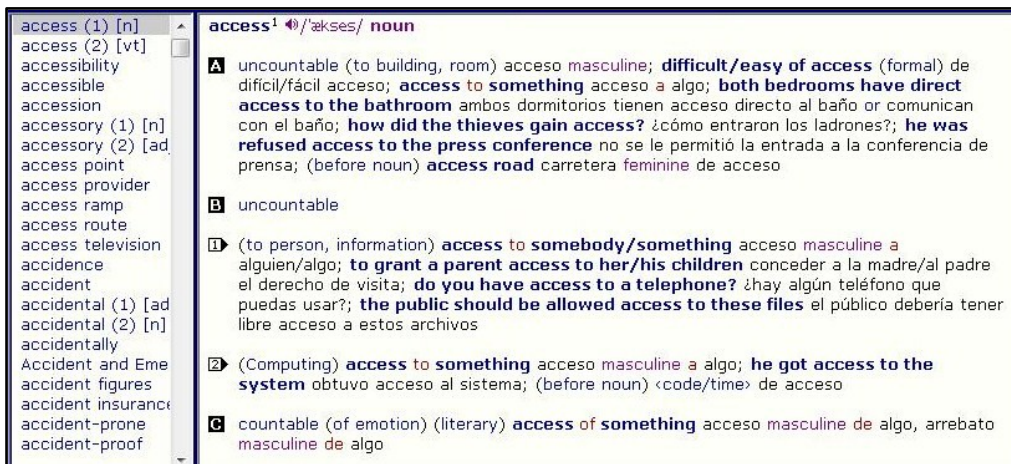 access (1) [n]
access (2) [vt]
accessibility
accessible
accession
accessory (1) [n]
accessory (2) [ad
access point
access provider
access ramp
access route
access television
accidence
accident
accidental (1) [ad
accidental (2) [n]
accidentally
Accident and Eme
accident figures
accident insurance
accident-prone
accident-proof
access¹ /'ækses/ noun
A uncountable (to building, room) acceso masculine; difficult/easy of access (formal) de
difícil/fácil acceso; access to something acceso a algo; both bedrooms have direct
access to the bathroom ambos dormitorios tienen acceso directo al baño or comunican
con el baño; how did the thieves gain access? ¿cómo entraron los ladrones?; he was
refused access to the press conference no se le permitió la entrada a la conferencia de
prensa; (before noun) access road carretera feminine de acceso
B uncountable
1 (to person, information) access to somebody/something acceso masculine a
alguien/algo; to grant a parent access to her/his children conceder a la madre/al padre
el derecho de visita; do you have access to a telephone? ¿hay algún teléfono que
puedas usar?; the public should be allowed access to these files el público debería tener
libre acceso a estos archivos
2 (Computing) access to something acceso masculine a algo; he got access to the
system obtuvo acceso al sistema; (before noun) ‹code/time› de acceso
C countable (of emotion) (literary) access of something acceso masculine de algo, arrebato
masculine de algo